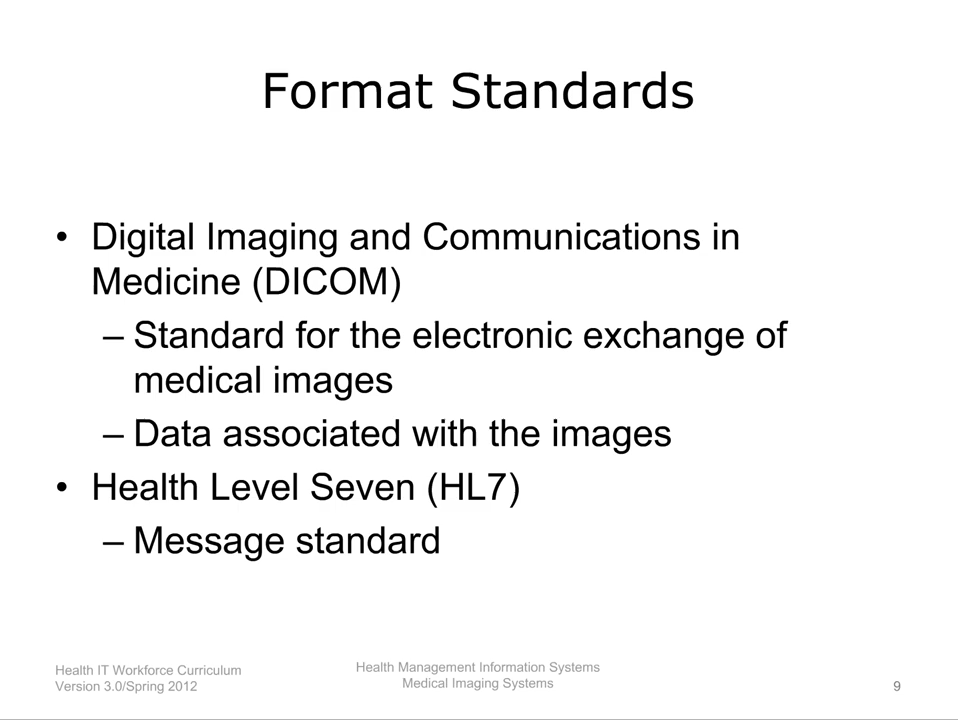 Format Standards
• Digital Imaging and Communications in
Medicine (DICOM)
– Standard for the electronic exchange of
medical images
– Data associated with the images
• Health Level Seven (HL7)
– Message standard
Health IT Workforce Curriculum
Version 3.0/Spring 2012
Health Management Information Systems
Medical Imaging Systems
9